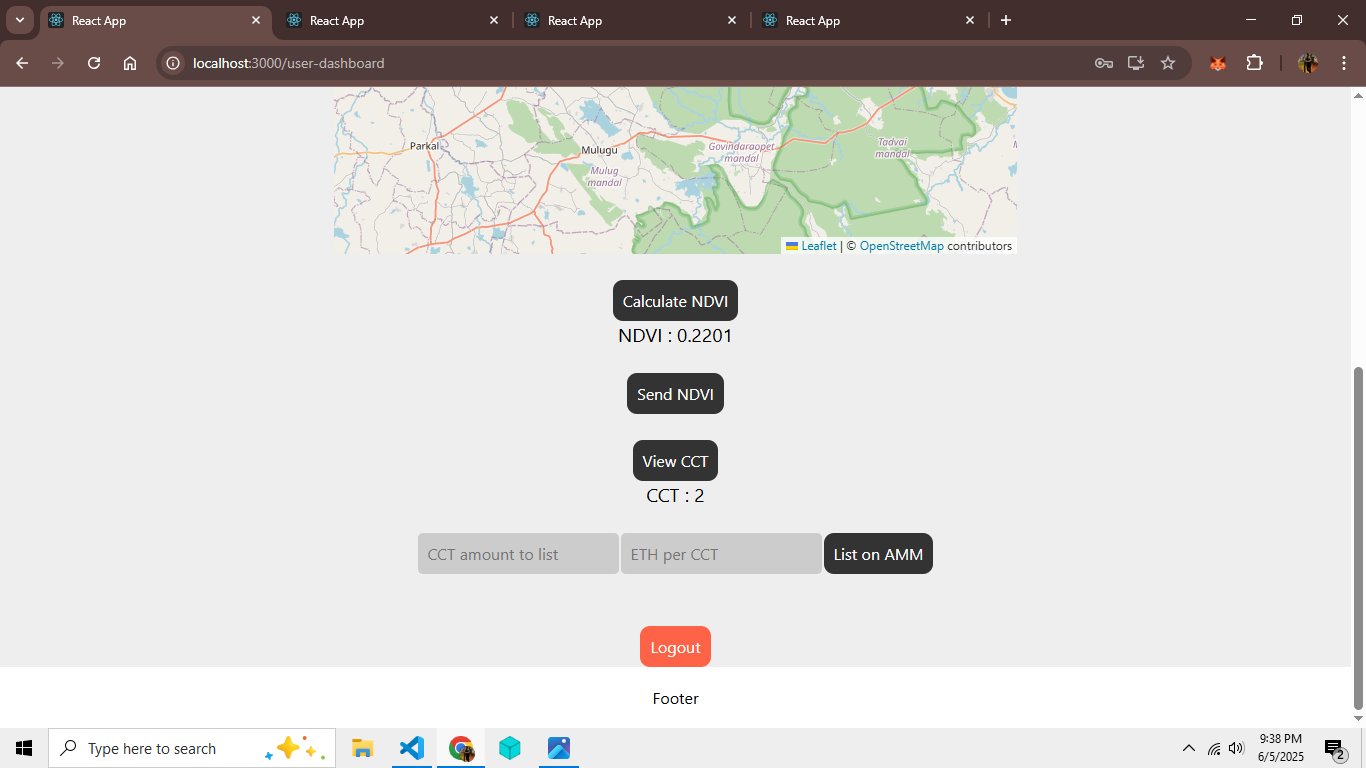 React App
React App
React App
React App
localhost:3000/user-dashboard
Parkal
Mulugu
Mulug
mandal
Govindaraopet
mandal
Tadvai
mandal
Leaflet | © OpenStreetMap contributors
Calculate NDVI
NDVI : 0.2201
Send NDVI
View CCT
CCT : 2
CCT amount to list
ETH per CCT
List on AMM
Logout
Footer
Type here to search
9:38 PM
6/5/2025
2